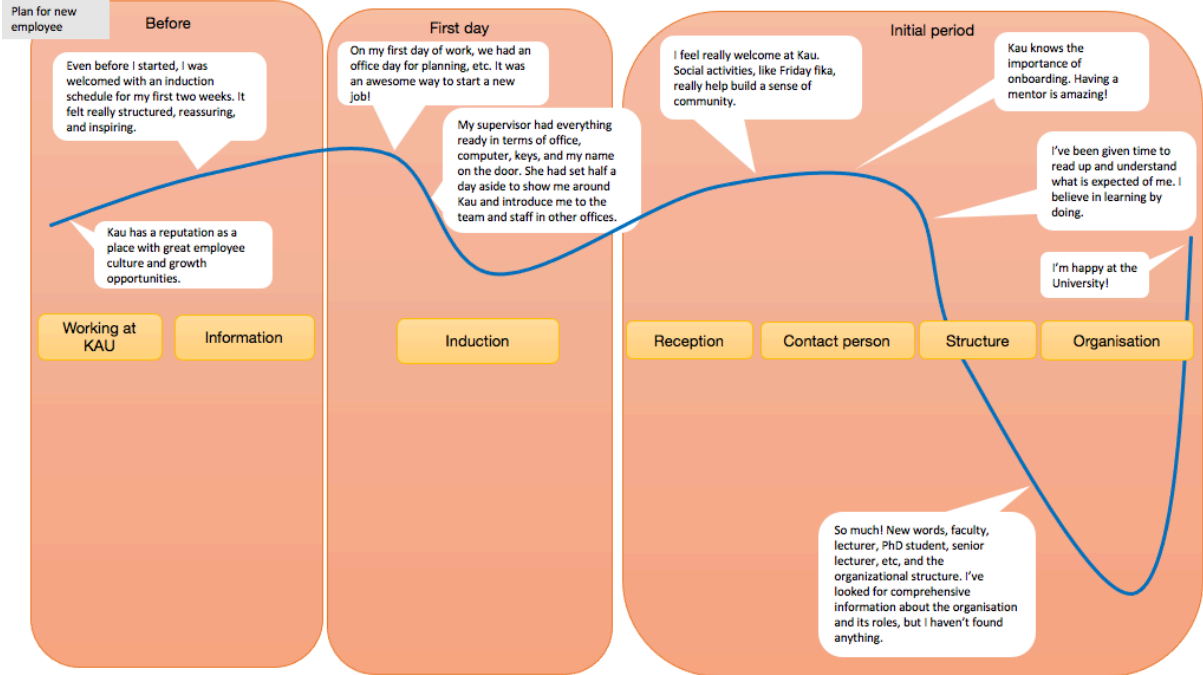 Plan for new
employee
Before
Even before I started, I was
welcomed with an induction
schedule for my first two weeks. It
felt really structured, reassuring,
and inspiring.
Kau has a reputation as a
place with great employee
culture and growth
opportunities.
Working at
KAU
Information
First day
On my first day of work, we had an
office day for planning, etc. It was
an awesome way to start a new
job!
My supervisor had everything
ready in terms of office,
computer, keys, and my name
on the door. She had set half a
day aside to show me around
Kau and introduce me to the
team and staff in other offices.
Induction
Initial period
I feel really welcome at Kau.
Social activities, like Friday fika,
really help build a sense of
community.
Kau knows the
importance of
onboarding. Having a
mentor is amazing!
I've been given time to
read up and understand
what is expected of me. I
believe in learning by
doing.
I'm happy at the
University!
Reception
Contact person
Structure
Organisation
So much! New words, faculty,
lecturer, PhD student, senior
lecturer, etc, and the
organizational structure. I've
looked for comprehensive
information about the organisation
and its roles, but I haven't found
anything.